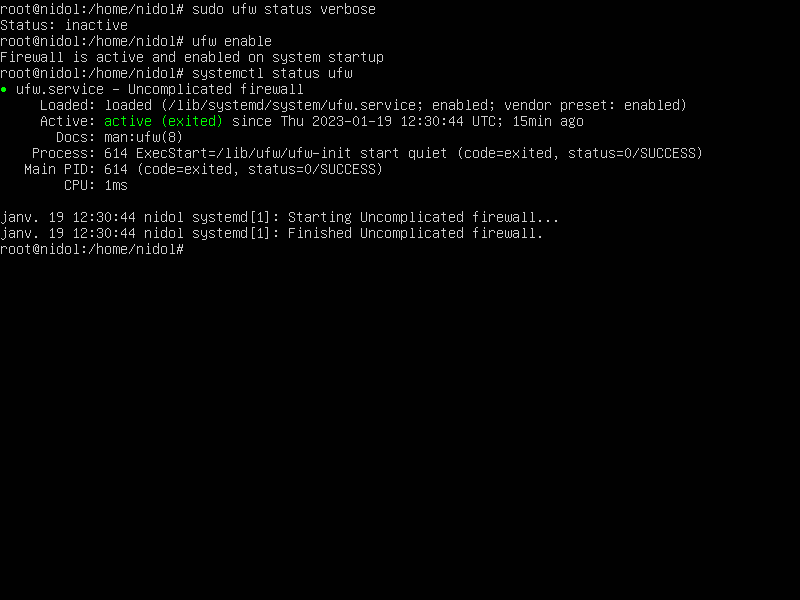 root@nidol:/home/nidol# sudo ufw status verbose
Status: inactive
root@nidol:/home/nidol# ufw enable
Firewall is active and enabled on system startup
root@nidol:/home/nidol# systemctl status ufw
● ufw.service - Uncomplicated firewall
     Loaded: loaded (/lib/systemd/system/ufw.service; enabled; vendor preset: enabled)
     Active: active (exited) since Thu 2023-01-19 12:30:44 UTC; 15min ago
       Docs: man:ufw(8)
    Process: 614 ExecStart=/lib/ufw/ufw-init start quiet (code=exited, status=0/SUCCESS)
   Main PID: 614 (code=exited, status=0/SUCCESS)
        CPU: 1ms

janv. 19 12:30:44 nidol systemd[1]: Starting Uncomplicated firewall...
janv. 19 12:30:44 nidol systemd[1]: Finished Uncomplicated firewall.
root@nidol:/home/nidol#